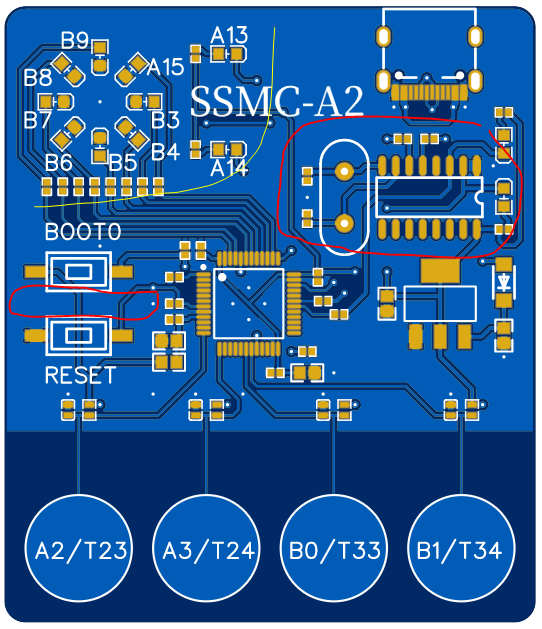 B9
A13
B8
A15
SSMC-A2
B7
B3
B6
B5
B4
A14
BOOT0
RESET
A2/T23
A3/T24
B0/T33
B1/T34